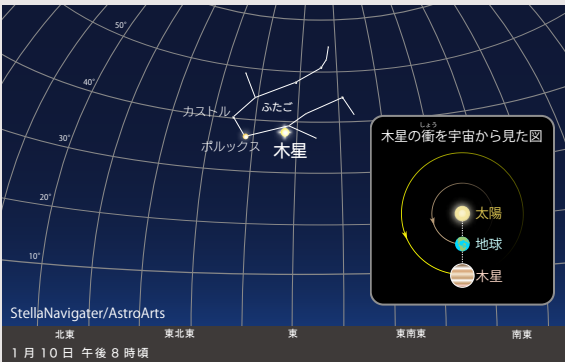 50°
40°
30°
20°
10°
カストル
ふたご
ポルックス
木星
しょう
木星の衝を宇宙から見た図
太陽
地球
木星
StellaNavigater/AstroArts
北東
東北東
東
東南東
南東
1月10日 午後8時頃